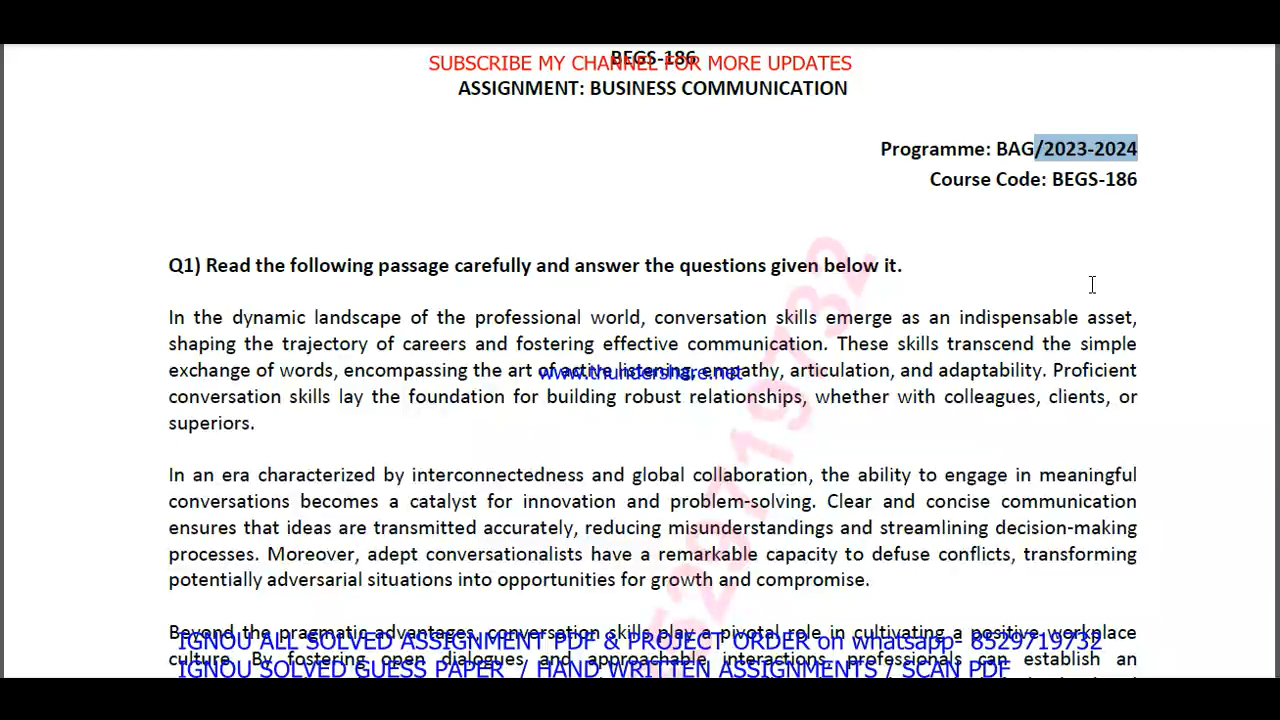 BEGS-186
SUBSCRIBE MY CHANNEL FOR MORE UPDATES
ASSIGNMENT: BUSINESS COMMUNICATION
Programme: BAG/2023-2024
Course Code: BEGS-186
Q1) Read the following passage carefully and answer the questions given below it.
In the dynamic landscape of the professional world, conversation skills emerge as an indispensable asset,
shaping the trajectory of careers and fostering effective communication. These skills transcend the simple
exchange of words, encompassing the art of active listening, empathy, articulation, and adaptability. Proficient
www.thundershare.net
conversation skills lay the foundation for building robust relationships, whether with colleagues, clients, or
superiors.
In an era characterized by interconnectedness and global collaboration, the ability to engage in meaningful
conversations becomes a catalyst for innovation and problem-solving. Clear and concise communication
ensures that ideas are transmitted accurately, reducing misunderstandings and streamlining decision-making
processes. Moreover, adept conversationalists have a remarkable capacity to defuse conflicts, transforming
potentially adversarial situations into opportunities for growth and compromise.
Beyond the pragmatic advantages, conversation skills play a pivotal role in cultivating a positive workplace
IGNOU ALL SOLVED ASSIGNMENT PDF & PROJECT ORDER on whatsapp- 8529719732
culture. By fostering open dialogues and approachable interactions, professionals can establish an
IGNOU SOLVED GUESS PAPER / HAND WRITTEN ASSIGNMENTS / SCAN PDF
8529719732